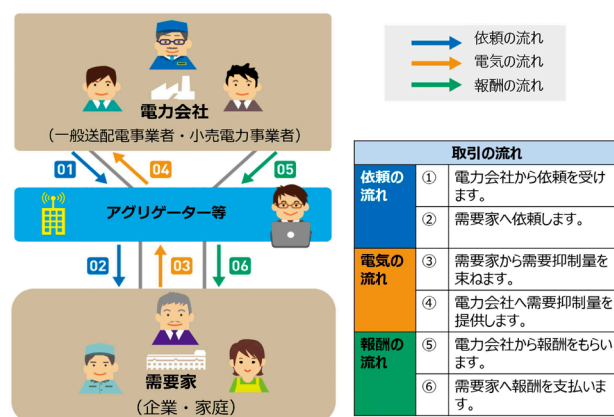 依頼の流れ
電気の流れ
報酬の流れ
電力会社
（一般送配電事業者・小売電力事業者）
01
04
05
アグリゲーター等
02
03
06
需要家
（企業・家庭）
取引の流れ
依頼の流れ
① 電力会社から依頼を受けます。
② 需要家へ依頼します。
電気の流れ
③ 需要家から需要抑制量を束ねます。
④ 電力会社へ需要抑制量を提供します。
報酬の流れ
⑤ 電力会社から報酬をもらいます。
⑥ 需要家へ報酬を支払います。